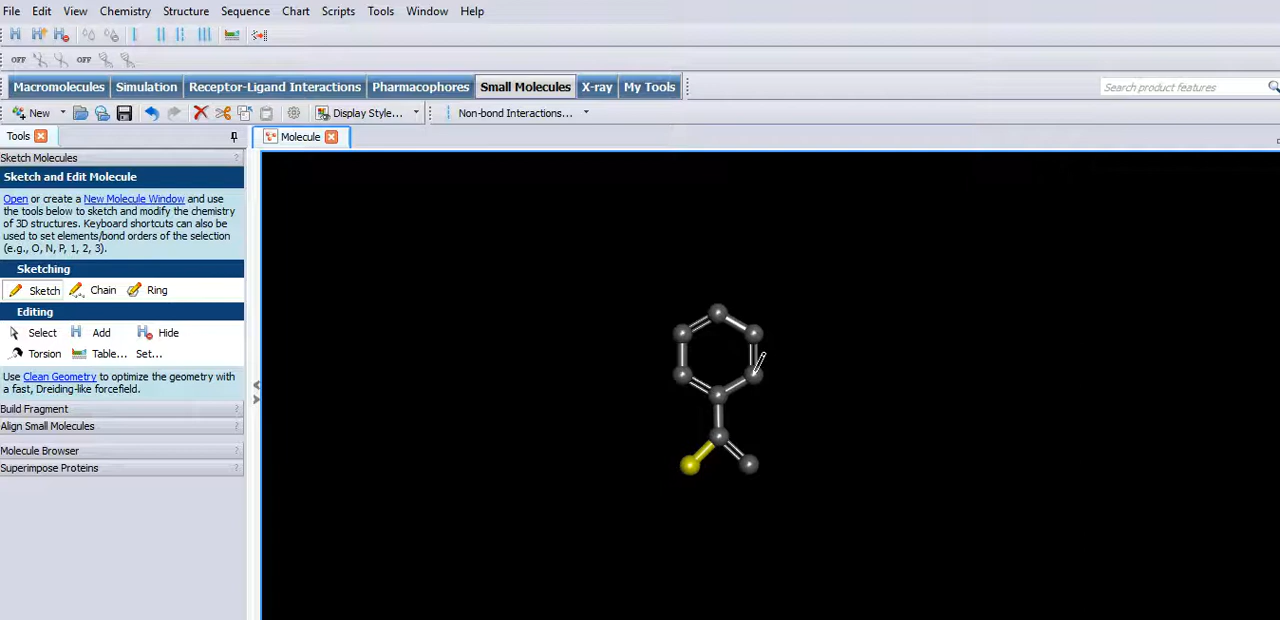 File Edit View Chemistry Structure Sequence Chart Scripts Tools Window Help
OFF OFF
Macromolecules Simulation Receptor-Ligand Interactions Pharmacophores Small Molecules X-ray My Tools Search product features
New Display Style... Non-bond Interactions...
Tools Molecule
Sketch Molecules ?
Sketch and Edit Molecule
Open or create a New Molecule Window and use
the tools below to sketch and modify the chemistry
of 3D structures. Keyboard shortcuts can also be
used to set elements/bond orders of the selection
(e.g., O, N, P, 1, 2, 3).
Sketching
Sketch Chain Ring
Editing
Select Add Hide
Torsion Table... Set...
Use Clean Geometry to optimize the geometry with
a fast, Dreiding-like forcefield.
Build Fragment ?
Align Small Molecules ?
Molecule Browser ?
Superimpose Proteins ?